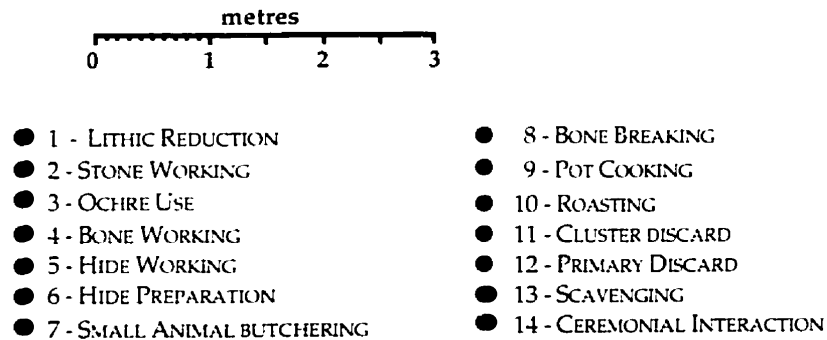 metres
0 1 2 3
● 1 - LITHIC REDUCTION
● 2 - STONE WORKING
● 3 - OCHRE USE
● 4 - BONE WORKING
● 5 - HIDE WORKING
● 6 - HIDE PREPARATION
● 7 - SMALL ANIMAL BUTCHERING
● 8 - BONE BREAKING
● 9 - POT COOKING
● 10 - ROASTING
● 11 - CLUSTER DISCARD
● 12 - PRIMARY DISCARD
● 13 - SCAVENGING
● 14 - CEREMONIAL INTERACTION